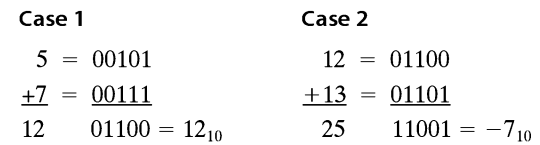 Case 1 Case 2
5 = 00101 12 = 01100
+7 = 00111 +13 = 01101
12 01100 = 12₁₀ 25 11001 = −7₁₀